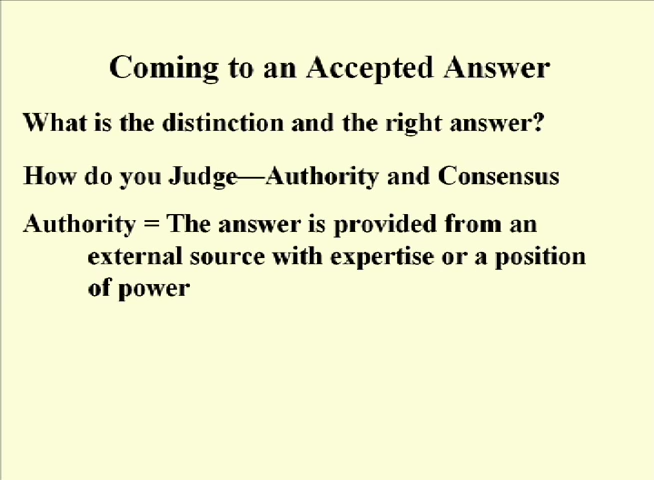 Coming to an Accepted Answer
What is the distinction and the right answer?
How do you Judge—Authority and Consensus
Authority = The answer is provided from an
external source with expertise or a position
of power